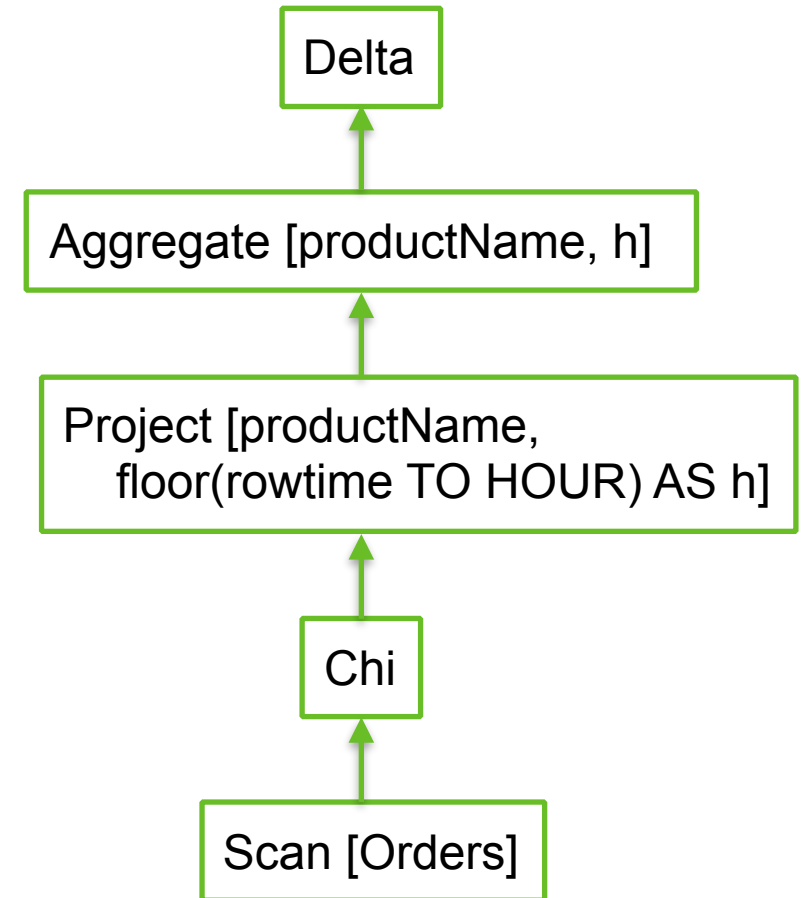 Delta
Aggregate [productName, h]
Project [productName,
floor(rowtime TO HOUR) AS h]
Chi
Scan [Orders]